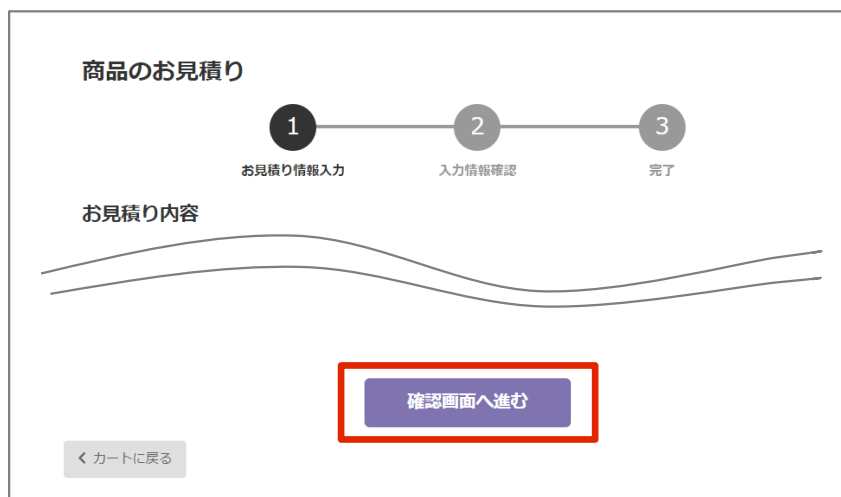 商品のお見積り
1 2 3
お見積り情報入力 入力情報確認 完了
お見積り内容
確認画面へ進む
カートに戻る